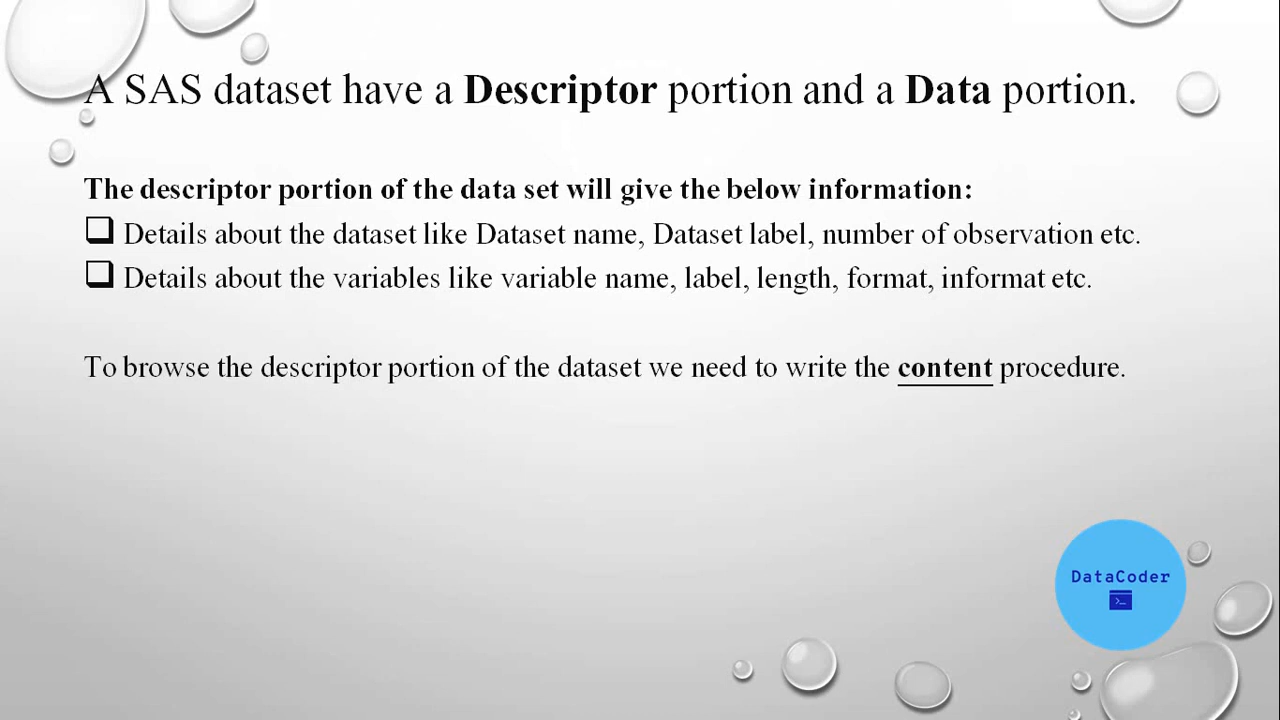 A SAS dataset have a Descriptor portion and a Data portion.
The descriptor portion of the data set will give the below information:
Details about the dataset like Dataset name, Dataset label, number of observation etc.
Details about the variables like variable name, label, length, format, informat etc.
To browse the descriptor portion of the dataset we need to write the content procedure.
DataCoder
>_